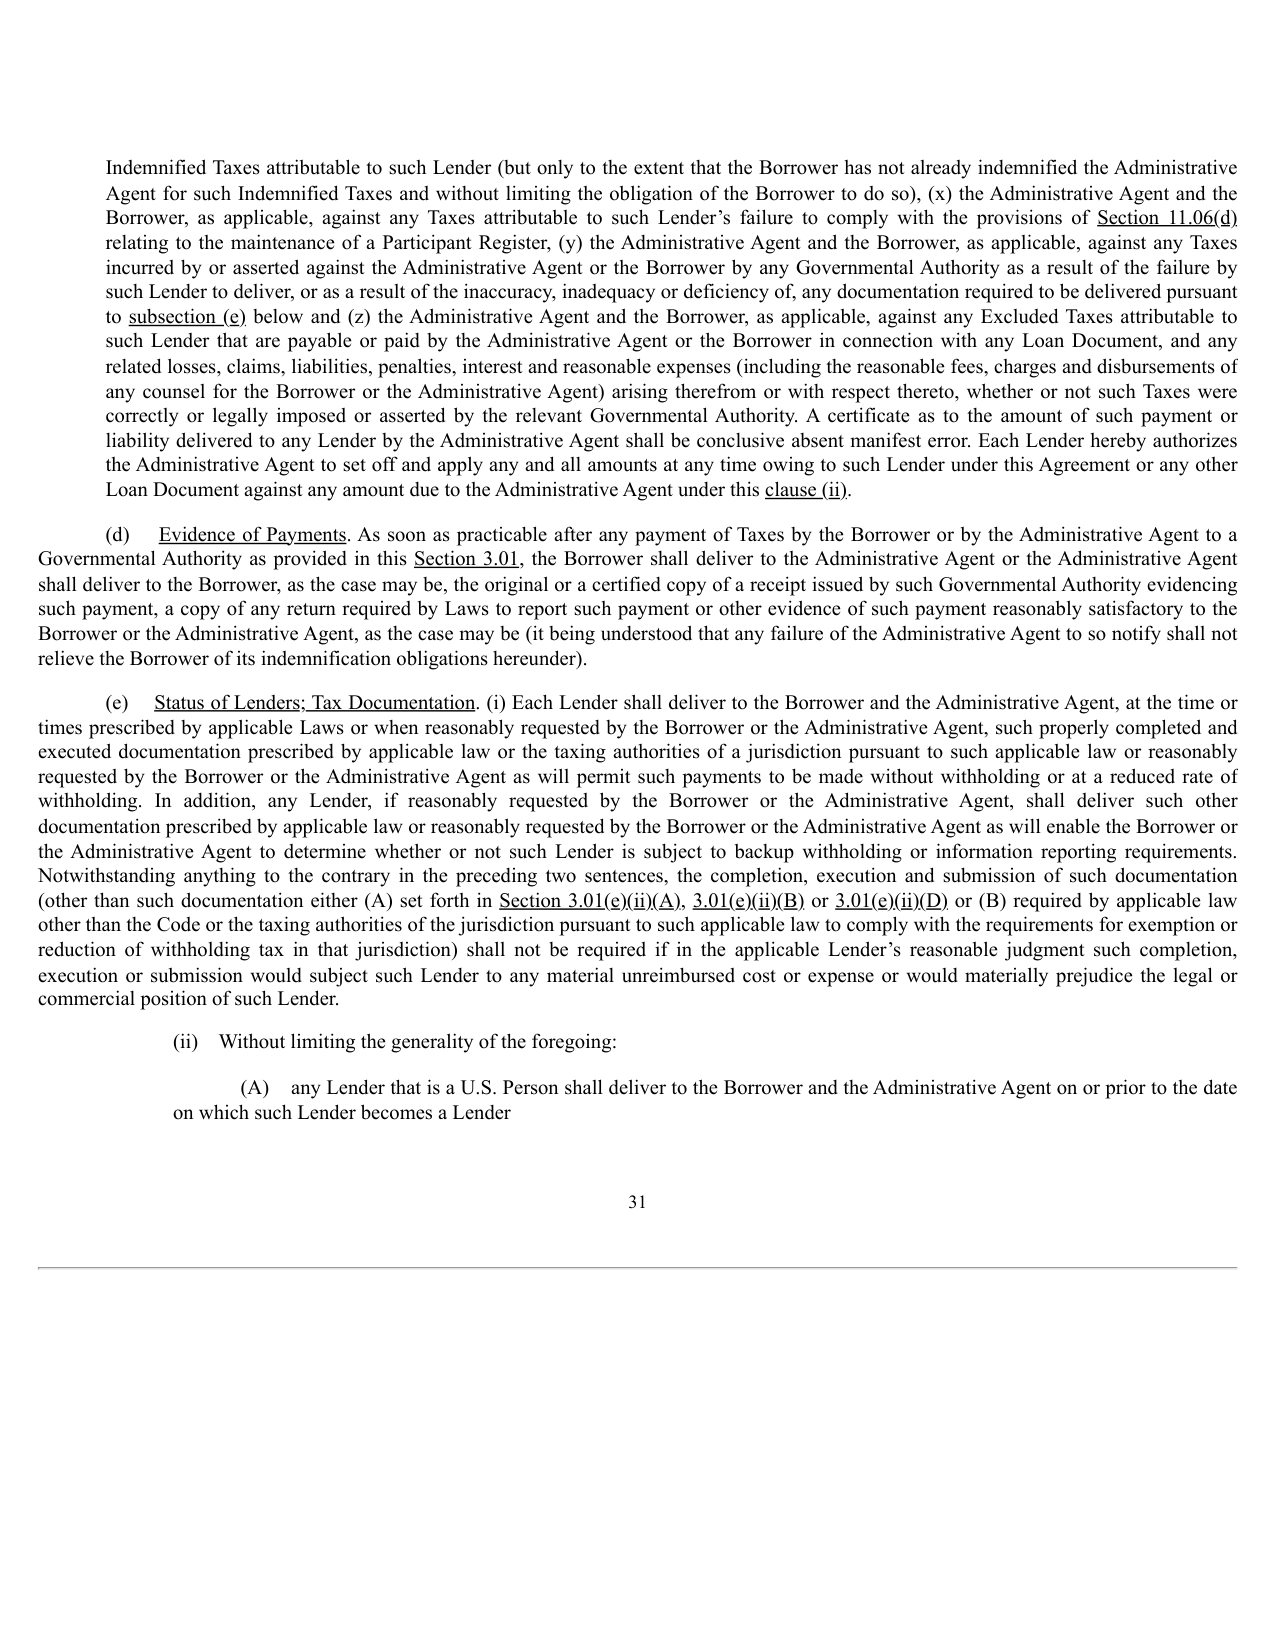 Indemnified Taxes attributable to such Lender (but only to the extent that the Borrower has not already indemnified the Administrative
Agent for such Indemnified Taxes and without limiting the obligation of the Borrower to do so), (x) the Administrative Agent and the
Borrower, as applicable, against any Taxes attributable to such Lender’s failure to comply with the provisions of Section 11.06(d)
relating to the maintenance of a Participant Register, (y) the Administrative Agent and the Borrower, as applicable, against any Taxes
incurred by or asserted against the Administrative Agent or the Borrower by any Governmental Authority as a result of the failure by
such Lender to deliver, or as a result of the inaccuracy, inadequacy or deficiency of, any documentation required to be delivered pursuant
to subsection (e) below and (z) the Administrative Agent and the Borrower, as applicable, against any Excluded Taxes attributable to
such Lender that are payable or paid by the Administrative Agent or the Borrower in connection with any Loan Document, and any
related losses, claims, liabilities, penalties, interest and reasonable expenses (including the reasonable fees, charges and disbursements of
any counsel for the Borrower or the Administrative Agent) arising therefrom or with respect thereto, whether or not such Taxes were
correctly or legally imposed or asserted by the relevant Governmental Authority. A certificate as to the amount of such payment or
liability delivered to any Lender by the Administrative Agent shall be conclusive absent manifest error. Each Lender hereby authorizes
the Administrative Agent to set off and apply any and all amounts at any time owing to such Lender under this Agreement or any other
Loan Document against any amount due to the Administrative Agent under this clause (ii).
(d) Evidence of Payments. As soon as practicable after any payment of Taxes by the Borrower or by the Administrative Agent to a
Governmental Authority as provided in this Section 3.01, the Borrower shall deliver to the Administrative Agent or the Administrative Agent
shall deliver to the Borrower, as the case may be, the original or a certified copy of a receipt issued by such Governmental Authority evidencing
such payment, a copy of any return required by Laws to report such payment or other evidence of such payment reasonably satisfactory to the
Borrower or the Administrative Agent, as the case may be (it being understood that any failure of the Administrative Agent to so notify shall not
relieve the Borrower of its indemnification obligations hereunder).
(e) Status of Lenders; Tax Documentation. (i) Each Lender shall deliver to the Borrower and the Administrative Agent, at the time or
times prescribed by applicable Laws or when reasonably requested by the Borrower or the Administrative Agent, such properly completed and
executed documentation prescribed by applicable law or the taxing authorities of a jurisdiction pursuant to such applicable law or reasonably
requested by the Borrower or the Administrative Agent as will permit such payments to be made without withholding or at a reduced rate of
withholding. In addition, any Lender, if reasonably requested by the Borrower or the Administrative Agent, shall deliver such other
documentation prescribed by applicable law or reasonably requested by the Borrower or the Administrative Agent as will enable the Borrower or
the Administrative Agent to determine whether or not such Lender is subject to backup withholding or information reporting requirements.
Notwithstanding anything to the contrary in the preceding two sentences, the completion, execution and submission of such documentation
(other than such documentation either (A) set forth in Section 3.01(e)(ii)(A), 3.01(e)(ii)(B) or 3.01(e)(ii)(D) or (B) required by applicable law
other than the Code or the taxing authorities of the jurisdiction pursuant to such applicable law to comply with the requirements for exemption or
reduction of withholding tax in that jurisdiction) shall not be required if in the applicable Lender’s reasonable judgment such completion,
execution or submission would subject such Lender to any material unreimbursed cost or expense or would materially prejudice the legal or
commercial position of such Lender.
(ii) Without limiting the generality of the foregoing:
(A) any Lender that is a U.S. Person shall deliver to the Borrower and the Administrative Agent on or prior to the date
on which such Lender becomes a Lender
31